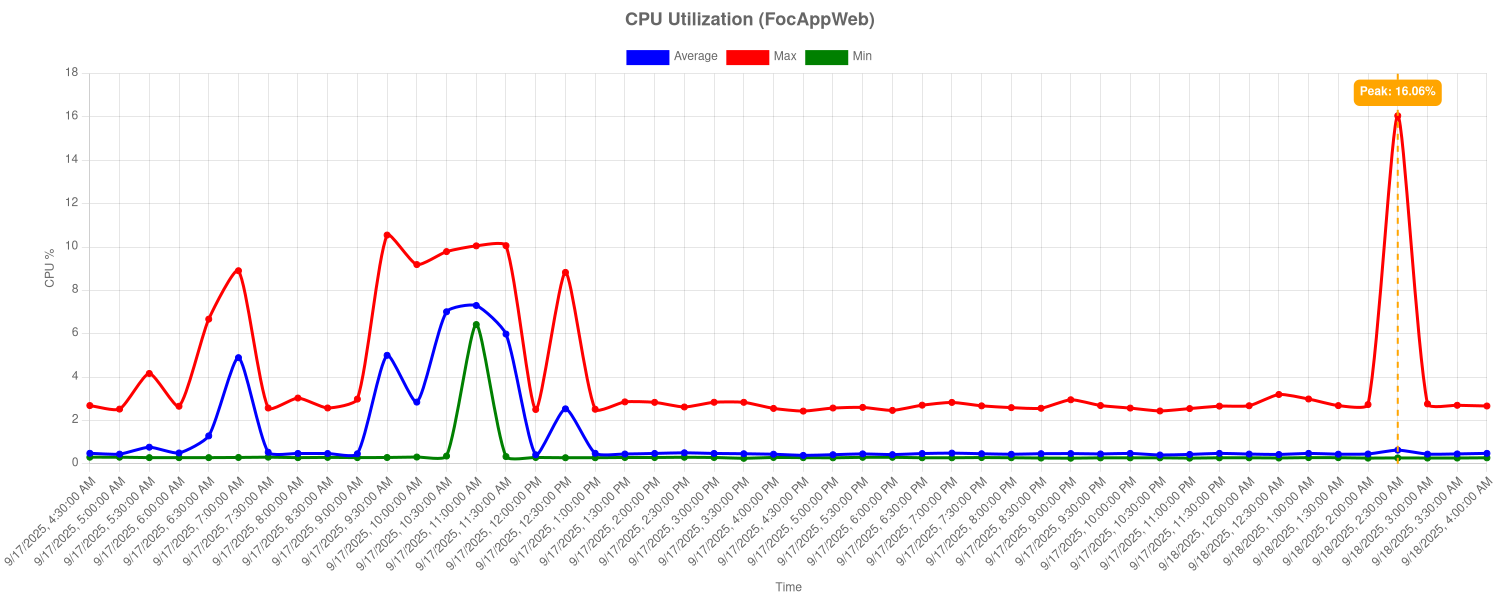 CPU Utilization (FocAppWeb)
Average Max Min
18
Peak: 16.06%
16
14
12
10
8
6
4
2
0
CPU %
9/17/2025, 4:30:00 AM
9/17/2025, 5:00:00 AM
9/17/2025, 5:30:00 AM
9/17/2025, 6:00:00 AM
9/17/2025, 6:30:00 AM
9/17/2025, 7:00:00 AM
9/17/2025, 7:30:00 AM
9/17/2025, 8:00:00 AM
9/17/2025, 8:30:00 AM
9/17/2025, 9:00:00 AM
9/17/2025, 9:30:00 AM
9/17/2025, 10:00:00 AM
9/17/2025, 10:30:00 AM
9/17/2025, 11:00:00 AM
9/17/2025, 11:30:00 AM
9/17/2025, 12:00:00 PM
9/17/2025, 12:30:00 PM
9/17/2025, 1:00:00 PM
9/17/2025, 1:30:00 PM
9/17/2025, 2:00:00 PM
9/17/2025, 2:30:00 PM
9/17/2025, 3:00:00 PM
9/17/2025, 3:30:00 PM
9/17/2025, 4:00:00 PM
9/17/2025, 4:30:00 PM
9/17/2025, 5:00:00 PM
9/17/2025, 5:30:00 PM
9/17/2025, 6:00:00 PM
9/17/2025, 6:30:00 PM
9/17/2025, 7:00:00 PM
9/17/2025, 7:30:00 PM
9/17/2025, 8:00:00 PM
9/17/2025, 8:30:00 PM
9/17/2025, 9:00:00 PM
9/17/2025, 9:30:00 PM
9/17/2025, 10:00:00 PM
9/17/2025, 10:30:00 PM
9/17/2025, 11:00:00 PM
9/17/2025, 11:30:00 PM
9/18/2025, 12:00:00 AM
9/18/2025, 12:30:00 AM
9/18/2025, 1:00:00 AM
9/18/2025, 1:30:00 AM
9/18/2025, 2:00:00 AM
9/18/2025, 2:30:00 AM
9/18/2025, 3:00:00 AM
9/18/2025, 3:30:00 AM
9/18/2025, 4:00:00 AM
Time